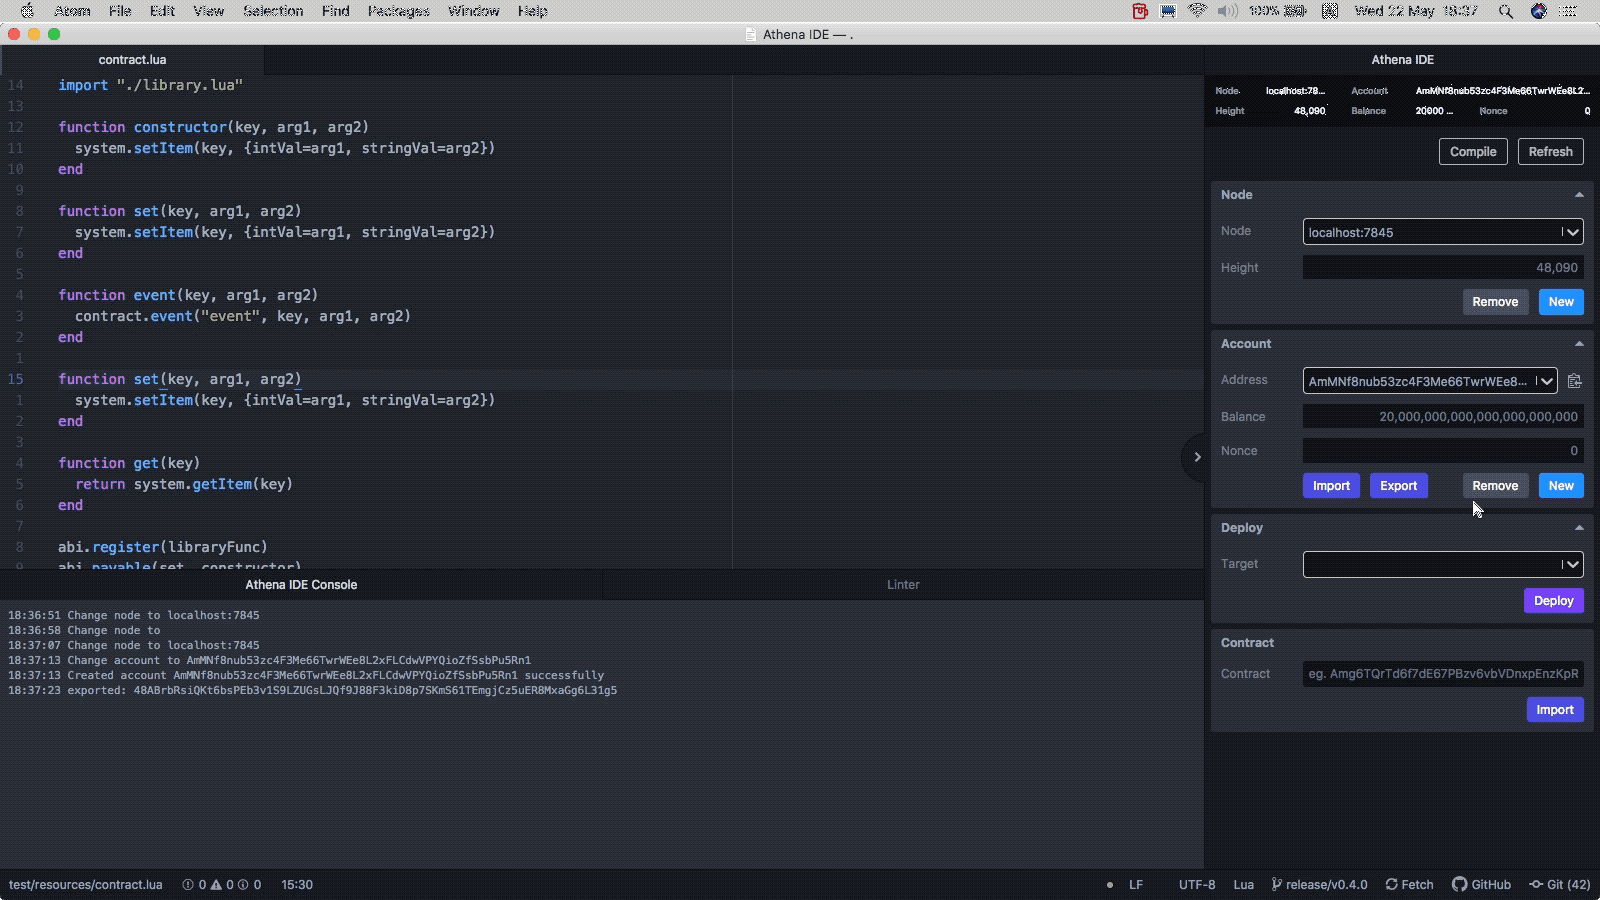 Atom File Edit View Selection Find Packages Window Help 100% Wed 22 May 18:37
Athena IDE — .
contract.lua
14 import "./library.lua"
13
12 function constructor(key, arg1, arg2)
11 system.setItem(key, {intVal=arg1, stringVal=arg2})
10 end
9
8 function set(key, arg1, arg2)
7 system.setItem(key, {intVal=arg1, stringVal=arg2})
6 end
5
4 function event(key, arg1, arg2)
3 contract.event("event", key, arg1, arg2)
2 end
1
15 function set(key, arg1, arg2)
1 system.setItem(key, {intVal=arg1, stringVal=arg2})
2 end
3
4 function get(key)
5 return system.getItem(key)
6 end
7
8 abi.register(libraryFunc)
9 abi.payable(set, constructor)
Athena IDE Console Linter
18:36:51 Change node to localhost:7845
18:36:58 Change node to
18:37:07 Change node to localhost:7845
18:37:13 Change account to AmMNf8nub53zc4F3Me66TwrWEe8L2xFLCdwVPYQioZfSsbPu5Rn1
18:37:13 Created account AmMNf8nub53zc4F3Me66TwrWEe8L2xFLCdwVPYQioZfSsbPu5Rn1 successfully
18:37:23 exported: 48ABrbRsiQKt6bsPEb3v1S9LZUGsLJQf9J88F3kiD8p7SKmS61TEmgjCz5uER8MxaGg6L31g5
Athena IDE
Node localhost:78... Account AmMNf8nub53zc4F3Me66TwrWEe8L2...
Height 48,090 Balance 20000 ... Nonce 0
Compile Refresh
Node
Node localhost:7845
Height 48,090
Remove New
Account
Address AmMNf8nub53zc4F3Me66TwrWEe8...
Balance 20,000,000,000,000,000,000,000
Nonce 0
Import Export Remove New
Deploy
Target
Deploy
Contract
Contract eg. Amg6TQrTd6f7dE67PBzv6vbVDnxpEnzKpR
Import
test/resources/contract.lua 0 0 0 15:30 LF UTF-8 Lua release/v0.4.0 Fetch GitHub Git (42)